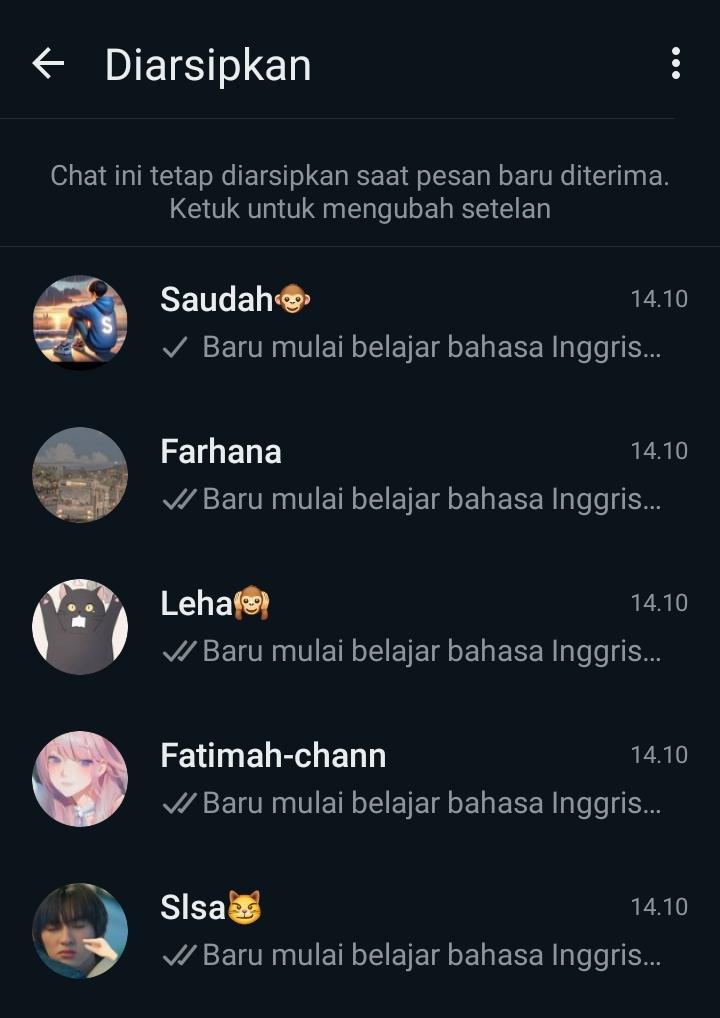 Diarsipkan
Chat ini tetap diarsipkan saat pesan baru diterima.
Ketuk untuk mengubah setelan
Saudah🐵 14.10
Baru mulai belajar bahasa Inggris...
Farhana 14.10
Baru mulai belajar bahasa Inggris...
Leha🙉 14.10
Baru mulai belajar bahasa Inggris...
Fatimah-chann 14.10
Baru mulai belajar bahasa Inggris...
Slsa😼 14.10
Baru mulai belajar bahasa Inggris...